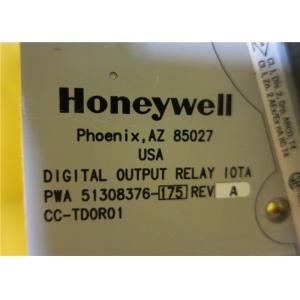 Honeywell
Phoenix, AZ 85027
USA
DIGITAL OUTPUT RELAY IOTA
PWA 51308376-175 REV A
CC-TDOR01